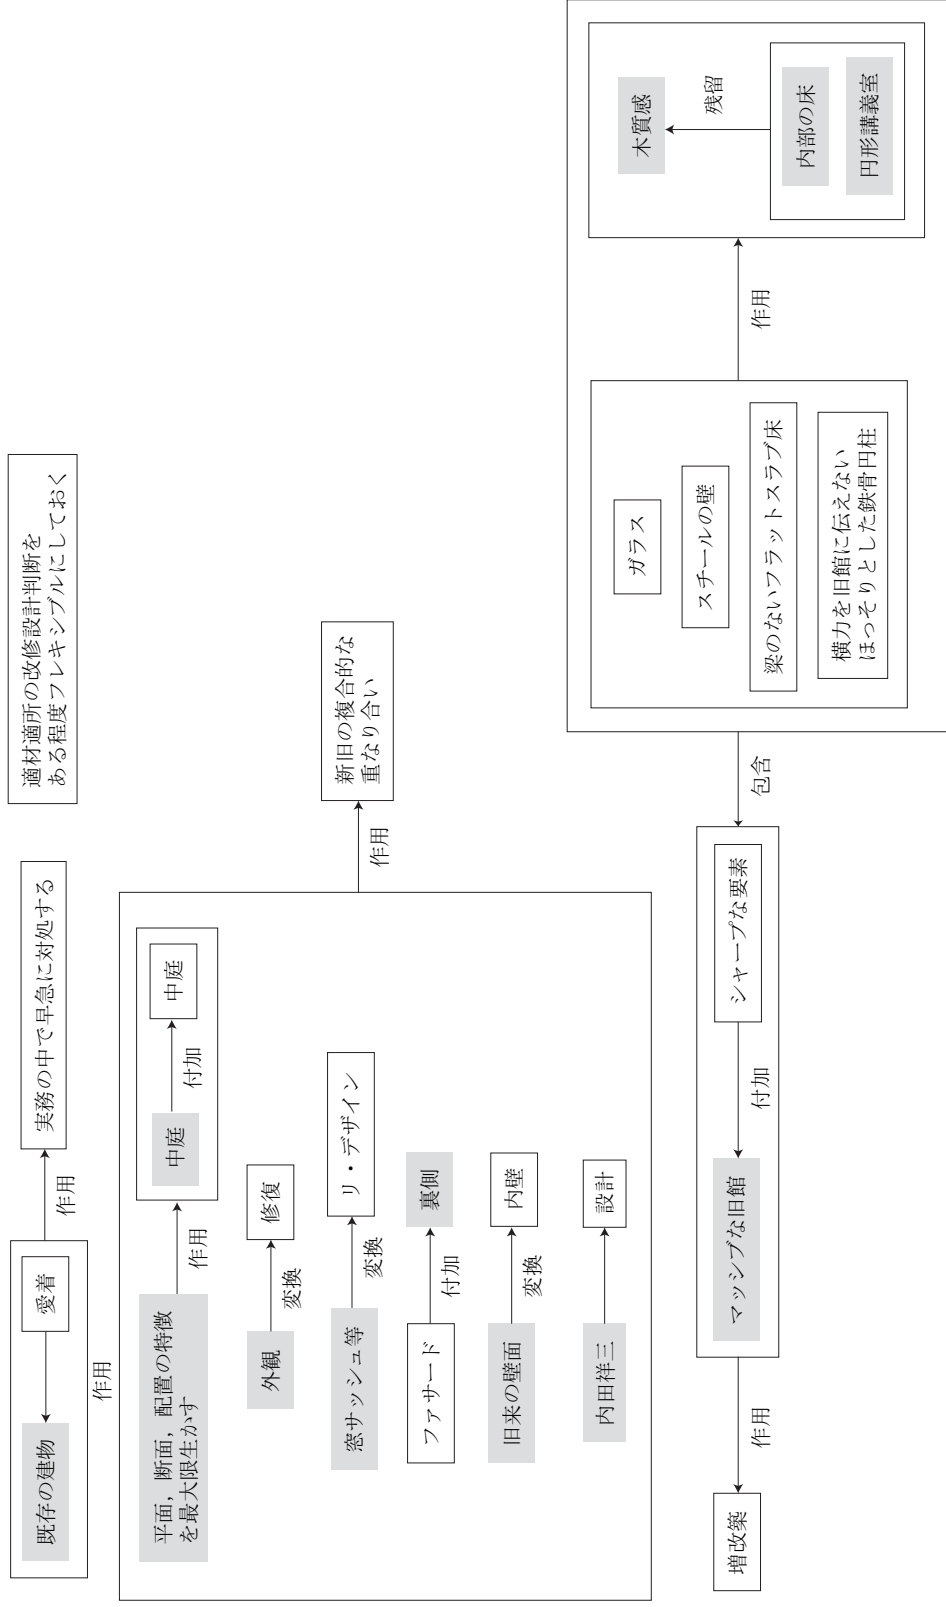 既存の建物
愛着
作用
実務の中で早急に対処する
適材適所の改修設計判断を
ある程度フレキシブルにしておく
作用
平面，断面，配置の特徴
を最大限生かす
作用
中庭
付加
中庭
外観
変換
修復
窓サッシュ等
変換
リ・デザイン
ファサード
付加
裏側
旧来の壁面
変換
内壁
内田祥三
設計
作用
新旧の複合的な
重なり合い
増改築
作用
マッシブな旧館
付加
シャープな要素
包含
ガラス
スチールの壁
梁のないフラットスラブ床
横力を旧館に伝えない
ほっそりとした鉄骨円柱
作用
木質感
残留
内部の床
円形講義室